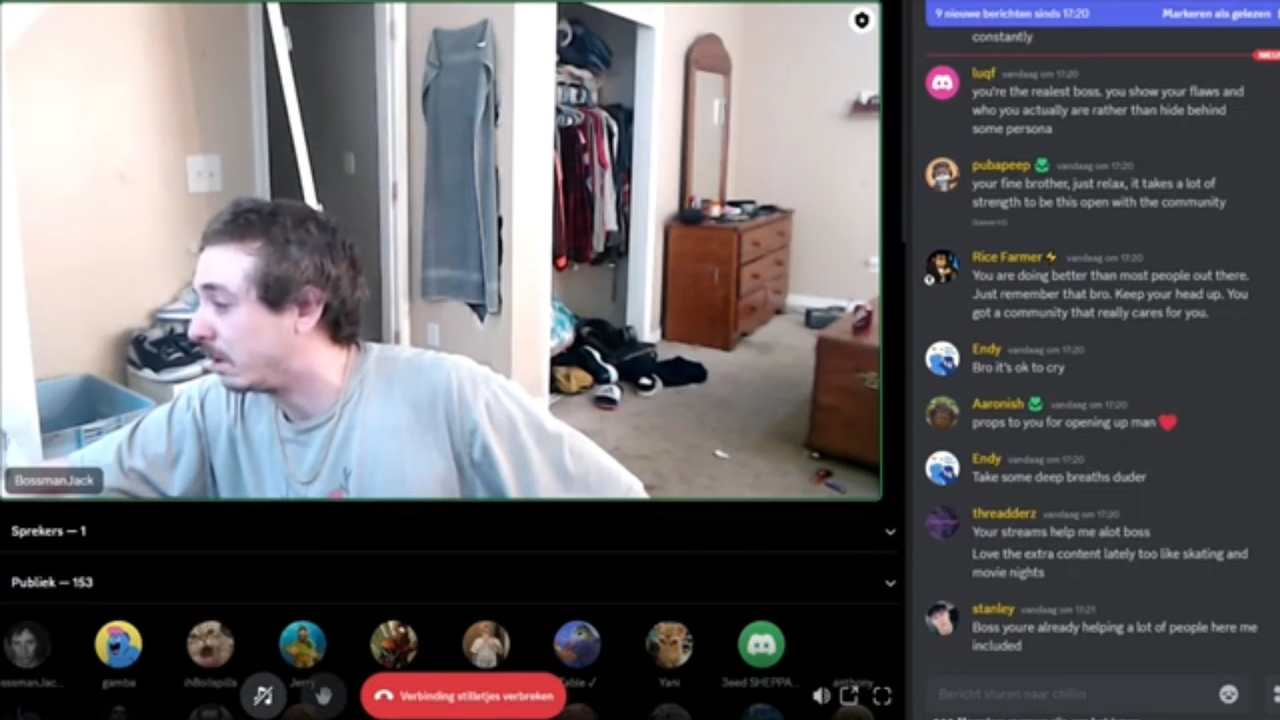 9 nieuwe berichten sinds 17:20
Markeren als gelezen
constantly
luqf vandaag om 17:20
you're the realest boss. you show your flaws and
who you actually are rather than hide behind
some persona
pubapeep vandaag om 17:20
your fine brother, just relax, it takes a lot of
strength to be this open with the community
Rice Farmer vandaag om 17:20
You are doing better than most people out there.
Just remember that bro. Keep your head up. You
got a community that really cares for you.
Endy vandaag om 17:20
Bro it's ok to cry
Aaronish vandaag om 17:20
props to you for opening up man ❤️
Endy vandaag om 17:20
Take some deep breaths duder
threadderz vandaag om 17:20
Your streams help me alot boss
Love the extra content lately too like skating and
movie nights
stanley vandaag om 17:21
Boss youre already helping a lot of people here me
included
Bericht sturen naar chillin
BossmanJack
Sprekers — 1
Publiek — 153
gamba
Jerry
Yani
Seed SHEPPA...
anthony
Verbinding stilletjes verbreken